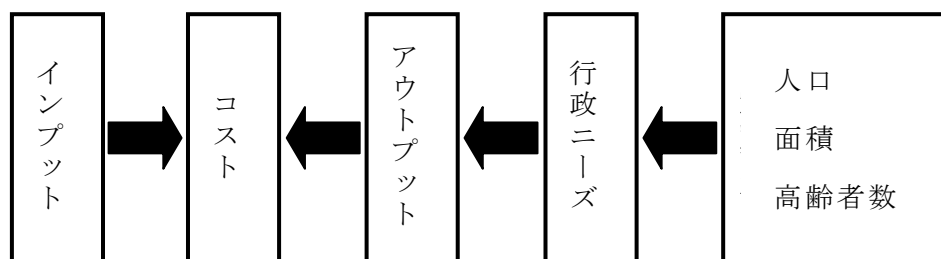 インプット
コスト
アウトプット
行政ニーズ
人口
面積
高齢者数